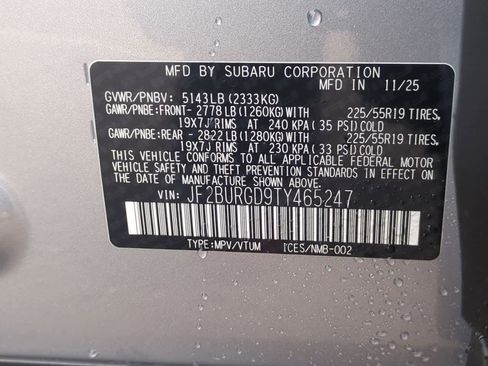 MFD BY SUBARU CORPORATION
MFD IN 11/25
GVWR/PNBV: 5143LB (2333KG)
GAWR/PNBE:FRONT- 2778 LB (1260KG) 225/55R19 TIRES,
19X7J RIMS AT 240 KPA (35 PSI) COLD
GAWR/PNBE:REAR - 2822 LB (1280KG) 225/55R19 TIRES,
19X7J RIMS AT 230 KPA (33 PSI) COLD
THIS VEHICLE CONFORMS TO ALL APPLICABLE FEDERAL MOTOR
VEHICLE SAFETY AND THEFT PREVENTION STANDARDS IN EFFECT ON THE
DATE OF MANUFACTURE SHOWN ABOVE.
VIN: JF2BURGD9TY465247
TYPE:MPV/VTUM ICES/NMB-002